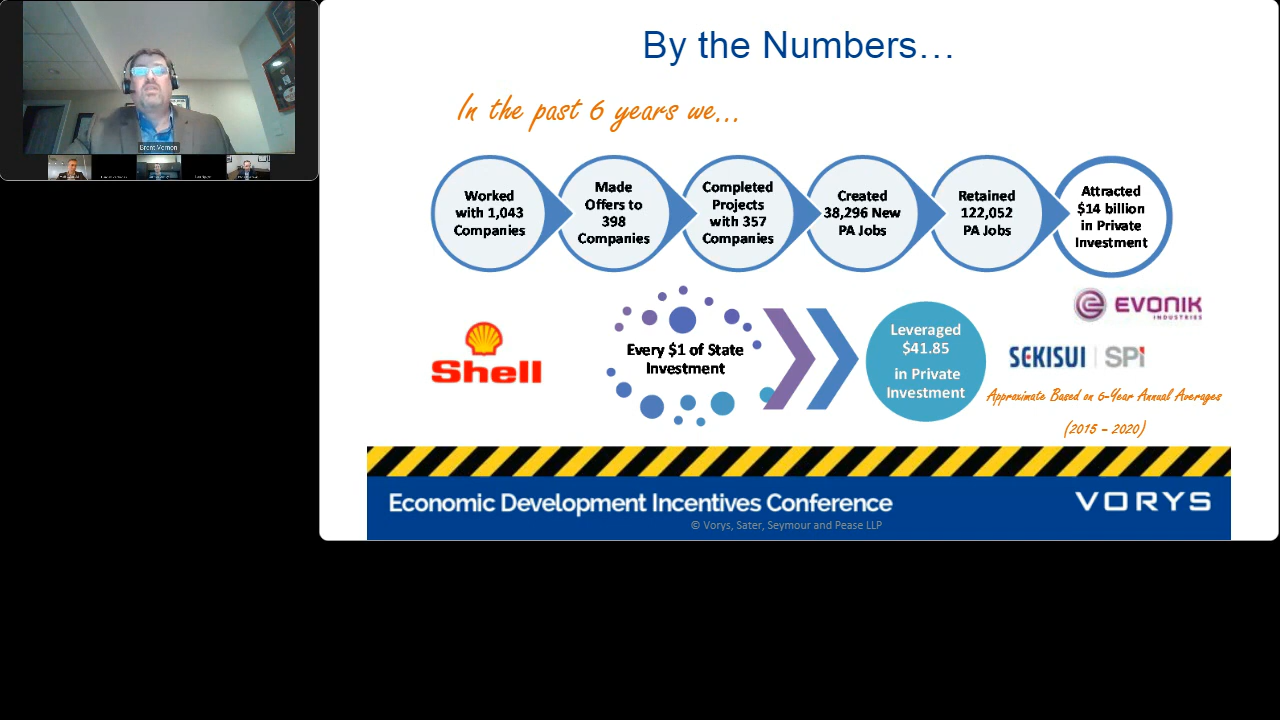 By the Numbers...
In the past 6 years we...
Worked
with 1,043
Companies
Made
Offers to
398
Companies
Completed
Projects
with 357
Companies
Created
38,296 New
PA Jobs
Retained
122,052
PA Jobs
Attracted
$14 billion
in Private
Investment
Shell
Every $1 of State
Investment
Leveraged
$41.85
in Private
Investment
EVONIK
INDUSTRIES
SEKISUI | SPi
Approximate Based on 6-Year Annual Averages
(2015 – 2020)
Economic Development Incentives Conference
VORYS
© Vorys, Sater, Seymour and Pease LLP
Brent Vernon